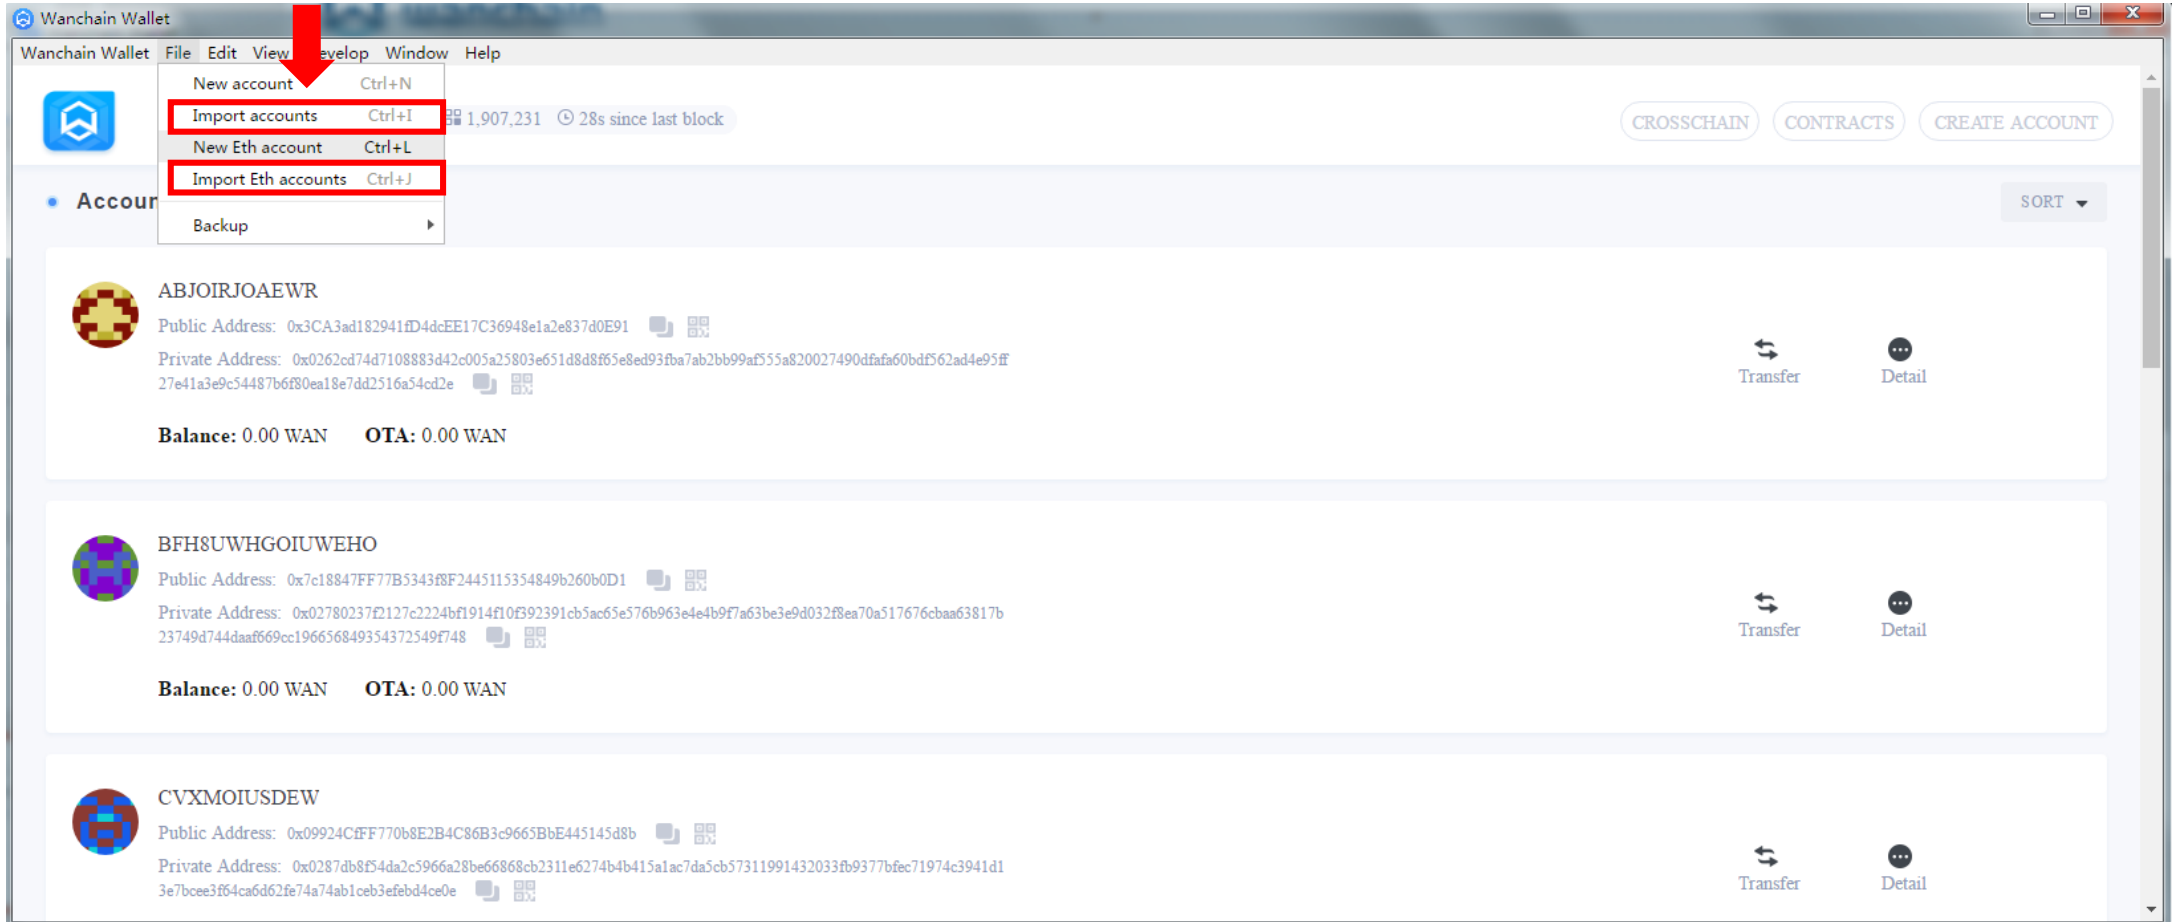 Wanchain Wallet
Wanchain Wallet File Edit View Develop Window Help
New account Ctrl+N
Import accounts Ctrl+I
New Eth account Ctrl+L
Import Eth accounts Ctrl+J
Backup
1,907,231 28s since last block
CROSSCHAIN CONTRACTS CREATE ACCOUNT
SORT
ABJOIRJOAEWR
Public Address: 0x3CA3ad182941fD4dcEE17C36948e1a2e837d0E91
Private Address: 0x0262cd74d7108883d42c005a25803e651d8d8f65e8ed93fba7ab2bb99af555a820027490dfafa60bdf562ad4e95ff
27e41a3e9c54487b6f80ea18e7dd2516a54cd2e
Transfer Detail
Balance: 0.00 WAN OTA: 0.00 WAN
BFH8UWHGOIUWEHO
Public Address: 0x7c18847FF77B5343f8F2445115354849b260b0D1
Private Address: 0x02780237f2127c2224bf1914f10f392391cb5ac65e576b963e4e4b9f7a63be3e9d032f8ea70a517676cbaa63817b
23749d744daaf669cc196656849354372549f748
Transfer Detail
Balance: 0.00 WAN OTA: 0.00 WAN
CVXMOIUSDEW
Public Address: 0x09924CfFF770b8E2B4C86B3c9665BbE445145d8b
Private Address: 0x0287db8f54da2c5966a28be66868cb2311e6274b4b415a1ac7da5cb57311991432033fb9377bfec71974c3941d1
3e7bcee3f64ca6d62fe74a74ab1ceb3efebd4ce0e
Transfer Detail